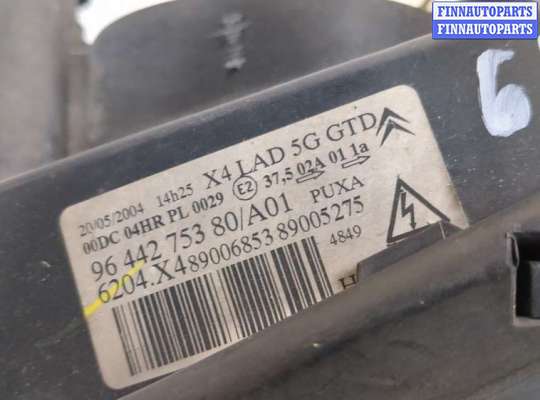 FINNAUTOPARTS
FINNAUTOPARTS
20/05/2004 14h25 X4 LAD 5G GTD
00DC 04HR PL 0029 E2 37,5 02A 01 1a
96 442 753 80/A01 PUXA
6204.X489006853 89005275
4849
H
6